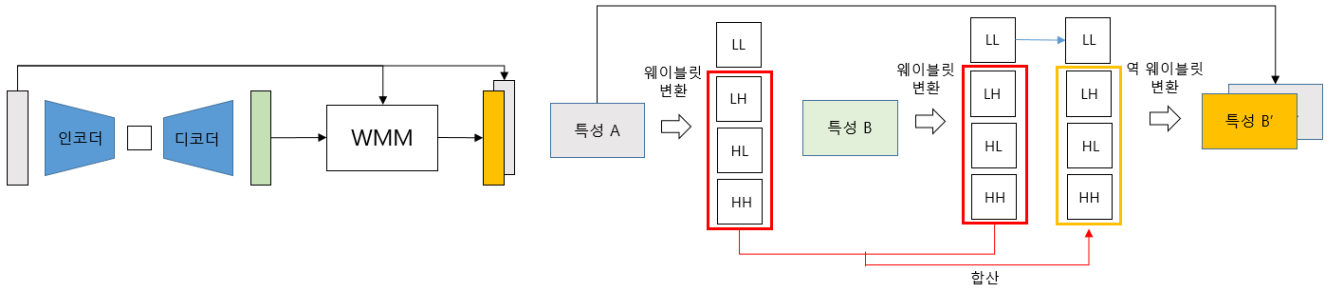 인코더
디코더
WMM
특성 A
웨이블릿
변환
LL
LH
HL
HH
특성 B
웨이블릿
변환
LL
LH
HL
HH
LL
LH
HL
HH
합산
역 웨이블릿
변환
특성 B'